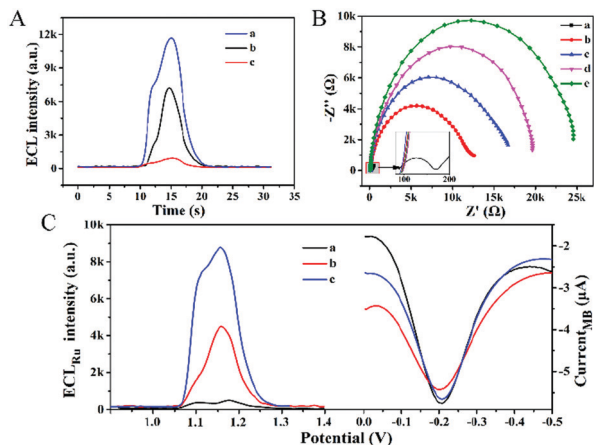 A
12k
9k
6k
3k
0
ECL intensity (a.u.)
a
b
c
0 5 10 15 20 25 30 35
Time (s)
B
10k
8k
6k
4k
2k
0
-Z'' (Ω)
a
b
c
d
e
100 200
0 5k 10k 15k 20k 25k
Z' (Ω)
C
10k
8k
6k
4k
2k
0
ECL_Ru intensity (a.u.)
a
b
c
-2
-3
-4
-5
Current_MB (μA)
1.0 1.1 1.2 1.3 1.4 0.0 -0.1 -0.2 -0.3 -0.4 -0.5
Potential (V)